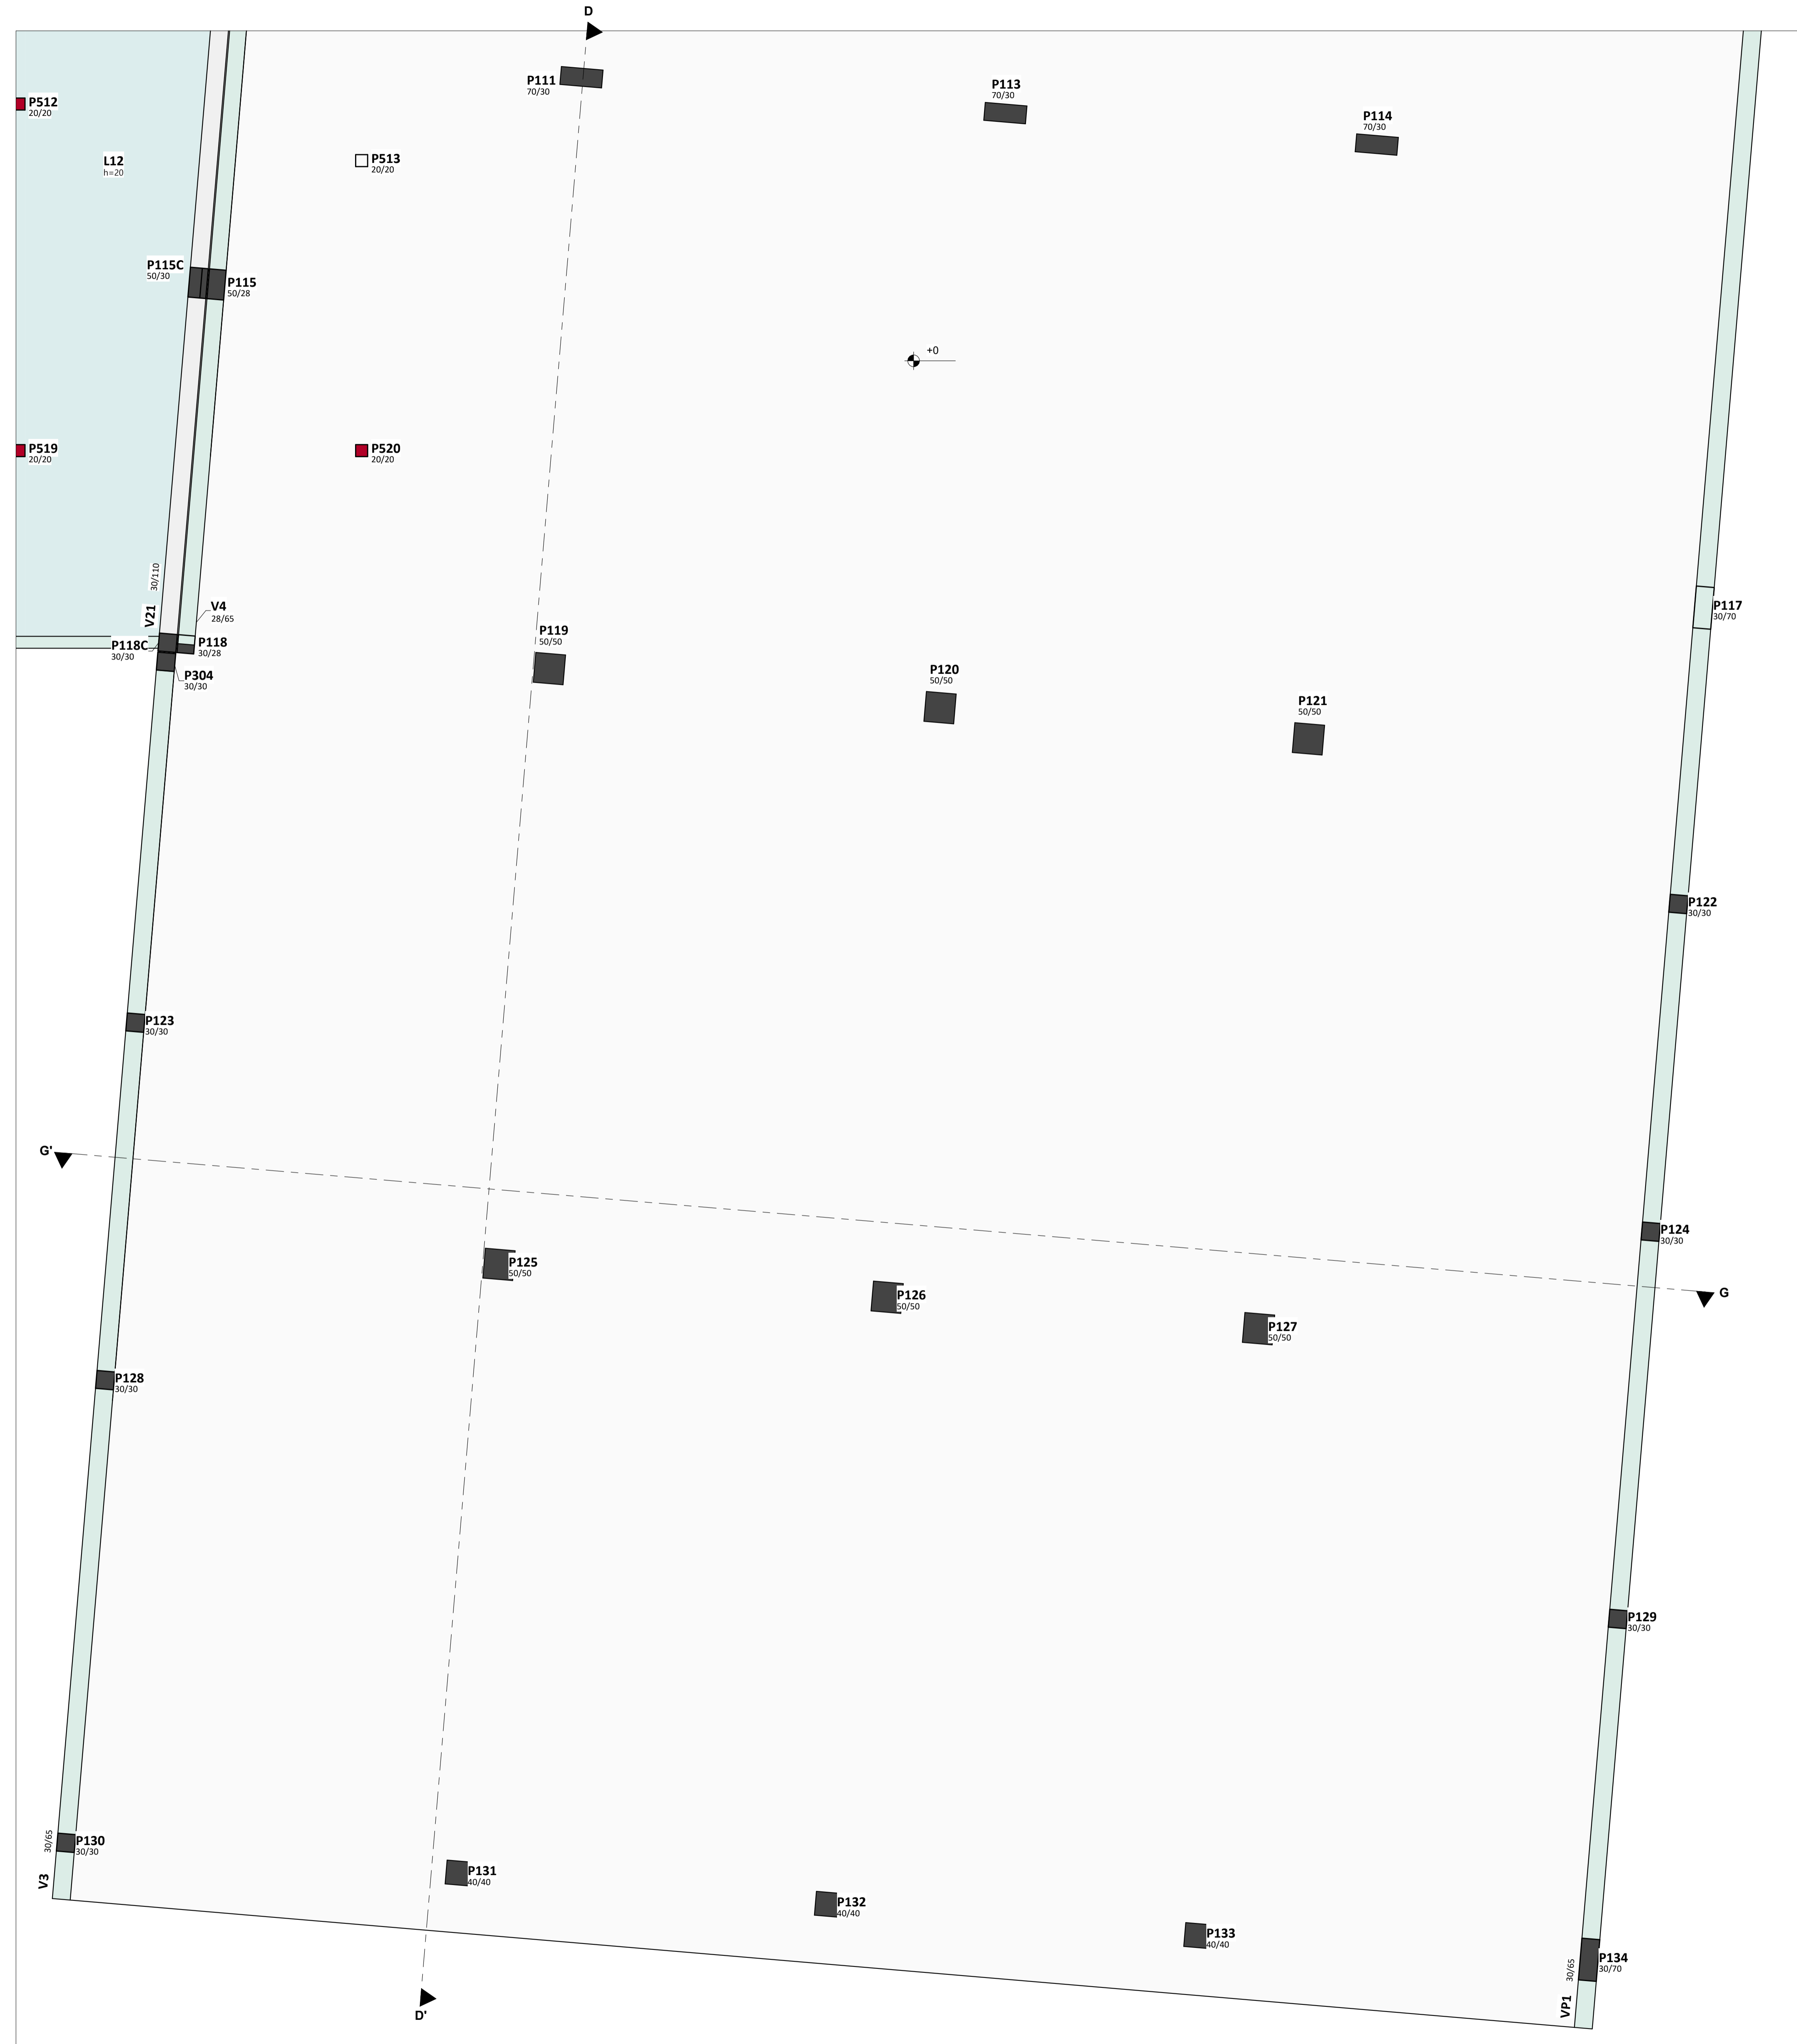 D
P111
70/30
P113
70/30
P512
20/20
P114
70/30
L12
h=20
P513
20/20
P115C
50/30
P115
50/28
+0
P519
20/20
P520
20/20
30/110
V21
V4
28/65
P117
30/70
P118C
30/30
P118
30/28
P119
50/50
P304
30/30
P120
50/50
P121
50/50
P122
30/30
P123
30/30
G'
P124
30/30
P125
50/50
G
P126
50/50
P127
50/50
P128
30/30
P129
30/30
30/65
V3
P130
30/30
P131
40/40
P132
40/40
P133
40/40
P134
30/70
30/65
VP1
D'